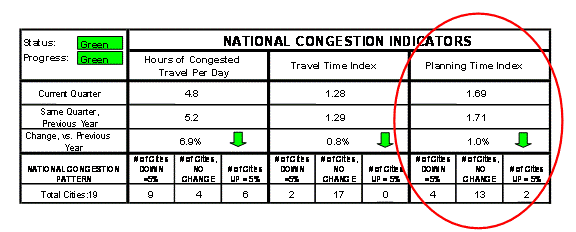 Status: Green
Progress: Green
NATIONAL CONGESTION INDICATORS
Hours of Congested Travel Per Day
Travel Time Index
Planning Time Index
Current Quarter 4.8 1.28 1.69
Same Quarter, Previous Year 5.2 1.29 1.71
Change, vs. Previous Year 6.9% 0.8% 1.0%
NATIONAL CONGESTION PATTERN
# of Cities DOWN =5% # of Cities, NO CHANGE # of Cites UP = 5%
# of Cities DOWN =5% # of Cities, NO CHANGE # of Cites UP = 5%
# of Cities DOWN =5% # of Cities, NO CHANGE # of Cites UP = 5%
Total Cities:19 9 4 6 2 17 0 4 13 2